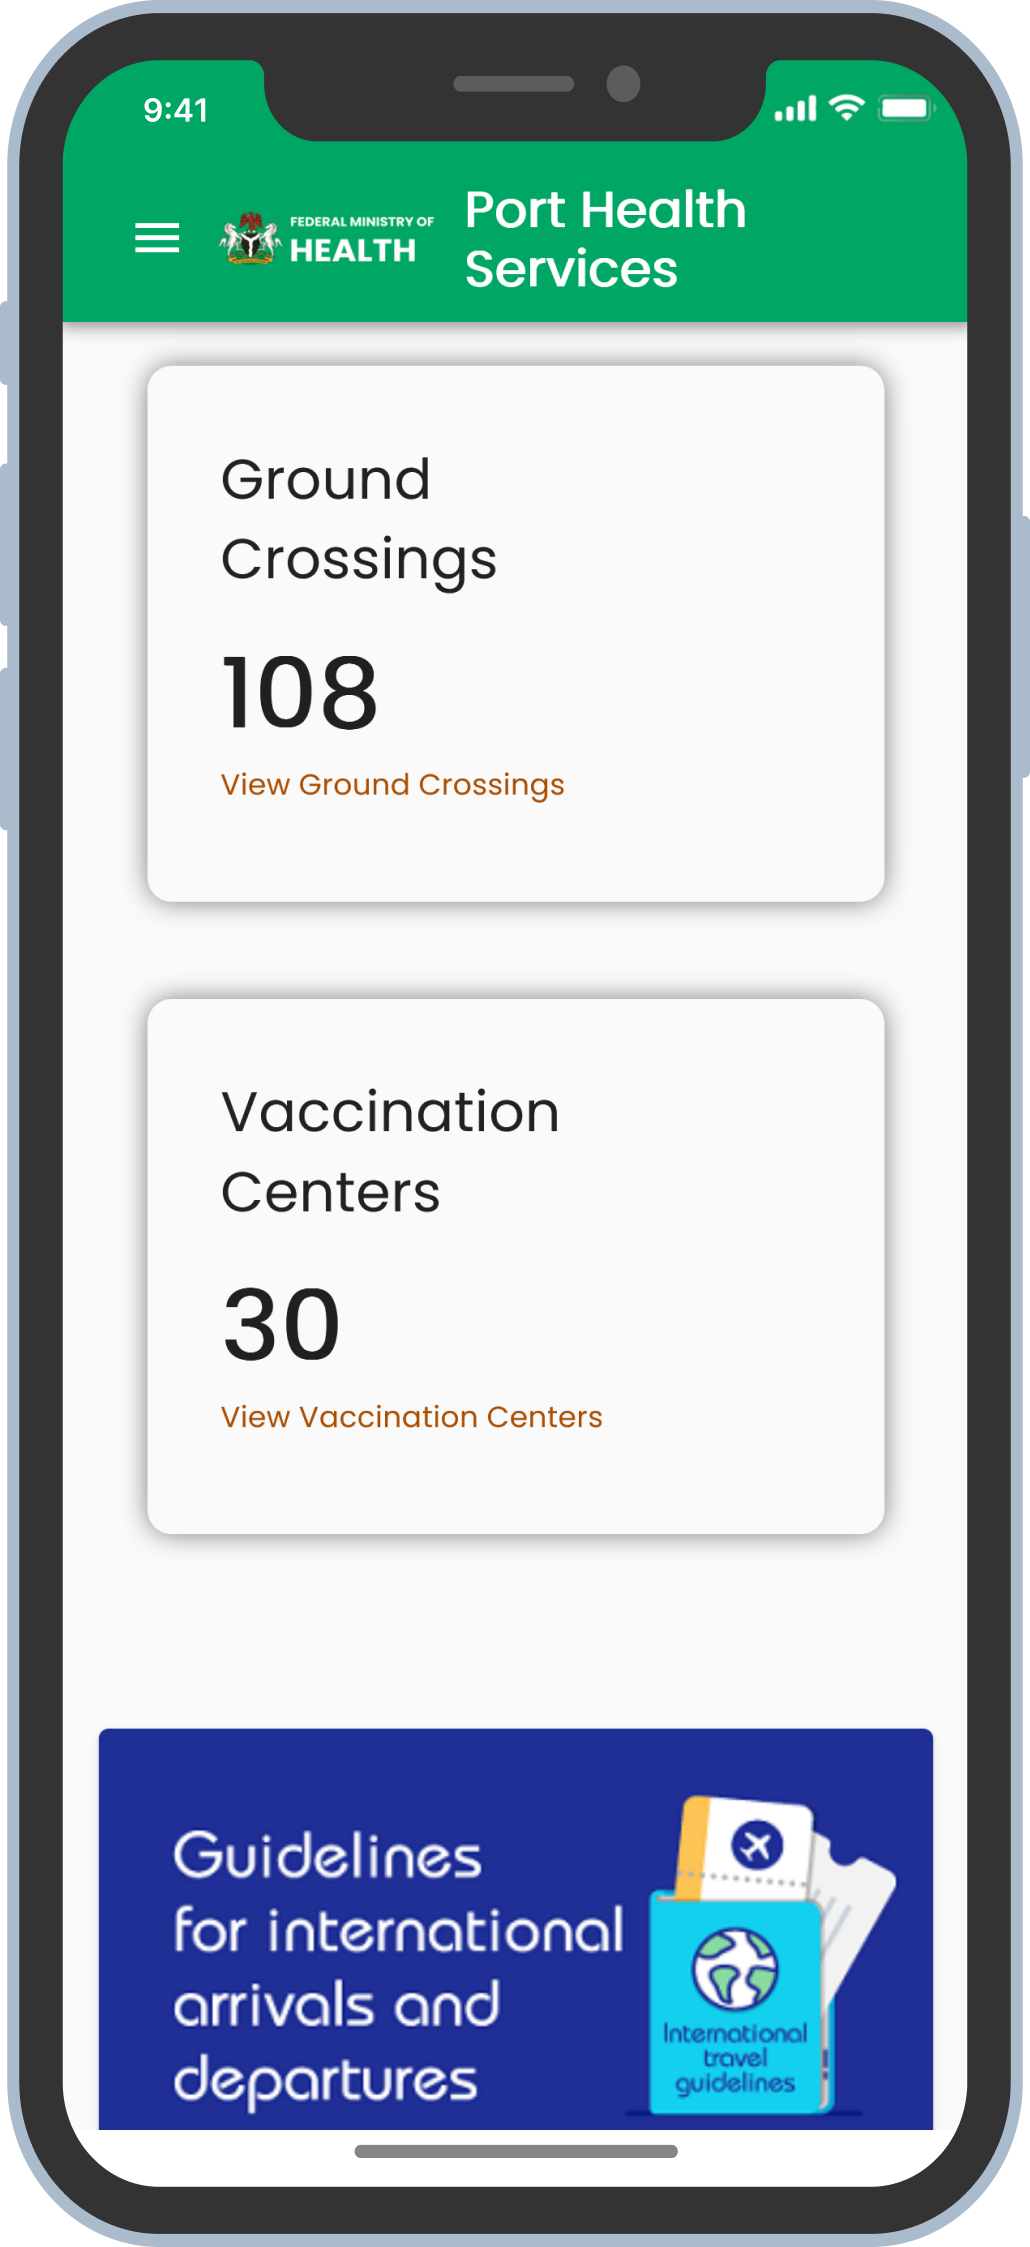 9:41
FEDERAL MINISTRY OF
HEALTH
Port Health
Services
Ground
Crossings
108
View Ground Crossings
Vaccination
Centers
30
View Vaccination Centers
Guidelines
for international
arrivals and
departures
International
travel
guidelines